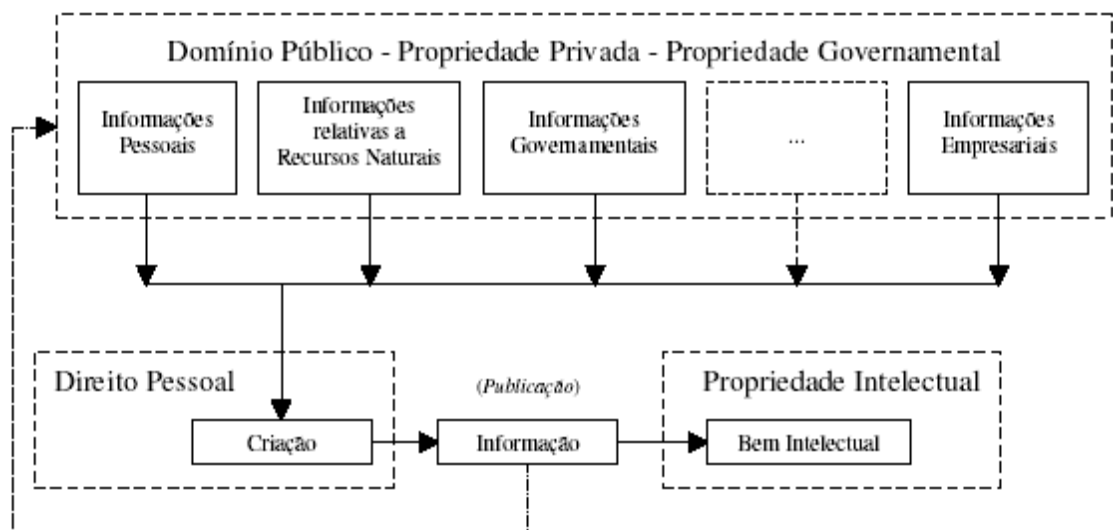 Domínio Público - Propriedade Privada - Propriedade Governamental
Informações
Pessoais
Informações
relativas a
Recursos Naturais
Informações
Governamentais
...
Informações
Empresariais
Direito Pessoal
(Publicação)
Propriedade Intelectual
Criação
Informação
Bem Intelectual